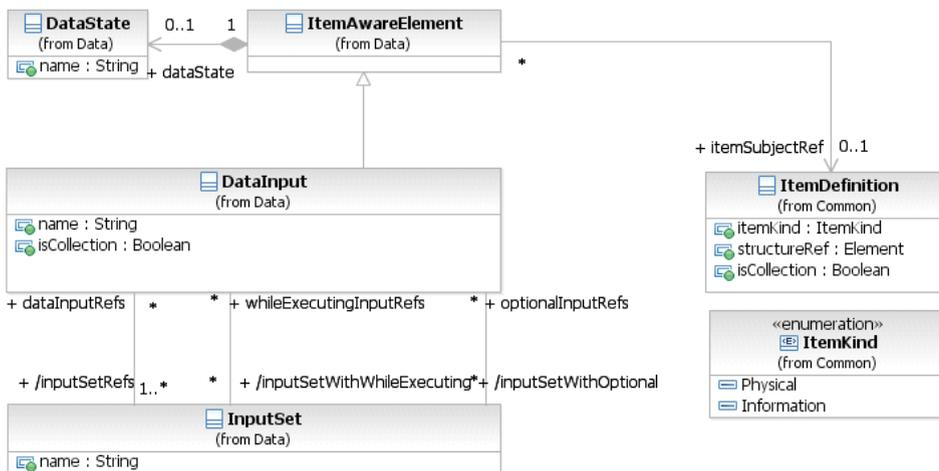 DataState
(from Data)
name : String
0..1
1
+ dataState
ItemAwareElement
(from Data)
*
+ itemSubjectRef
0..1
DataInput
(from Data)
name : String
isCollection : Boolean
ItemDefinition
(from Common)
itemKind : ItemKind
structureRef : Element
isCollection : Boolean
+ dataInputRefs
*
*
+ whileExecutingInputRefs
*
+ optionalInputRefs
«enumeration»
ItemKind
(from Common)
Physical
Information
+ /inputSetRefs
1..*
*
+ /inputSetWithWhileExecuting
*
+ /inputSetWithOptional
InputSet
(from Data)
name : String